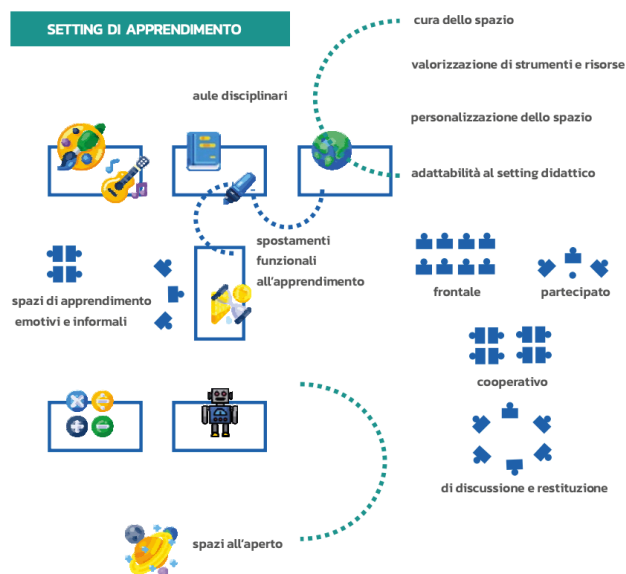 SETTING DI APPRENDIMENTO
cura dello spazio
valorizzazione di strumenti e risorse
aule disciplinari
personalizzazione dello spazio
adattabilità al setting didattico
spostamenti
funzionali
all'apprendimento
spazi di apprendimento
emotivi e informali
frontale
partecipato
cooperativo
di discussione e restituzione
spazi all'aperto